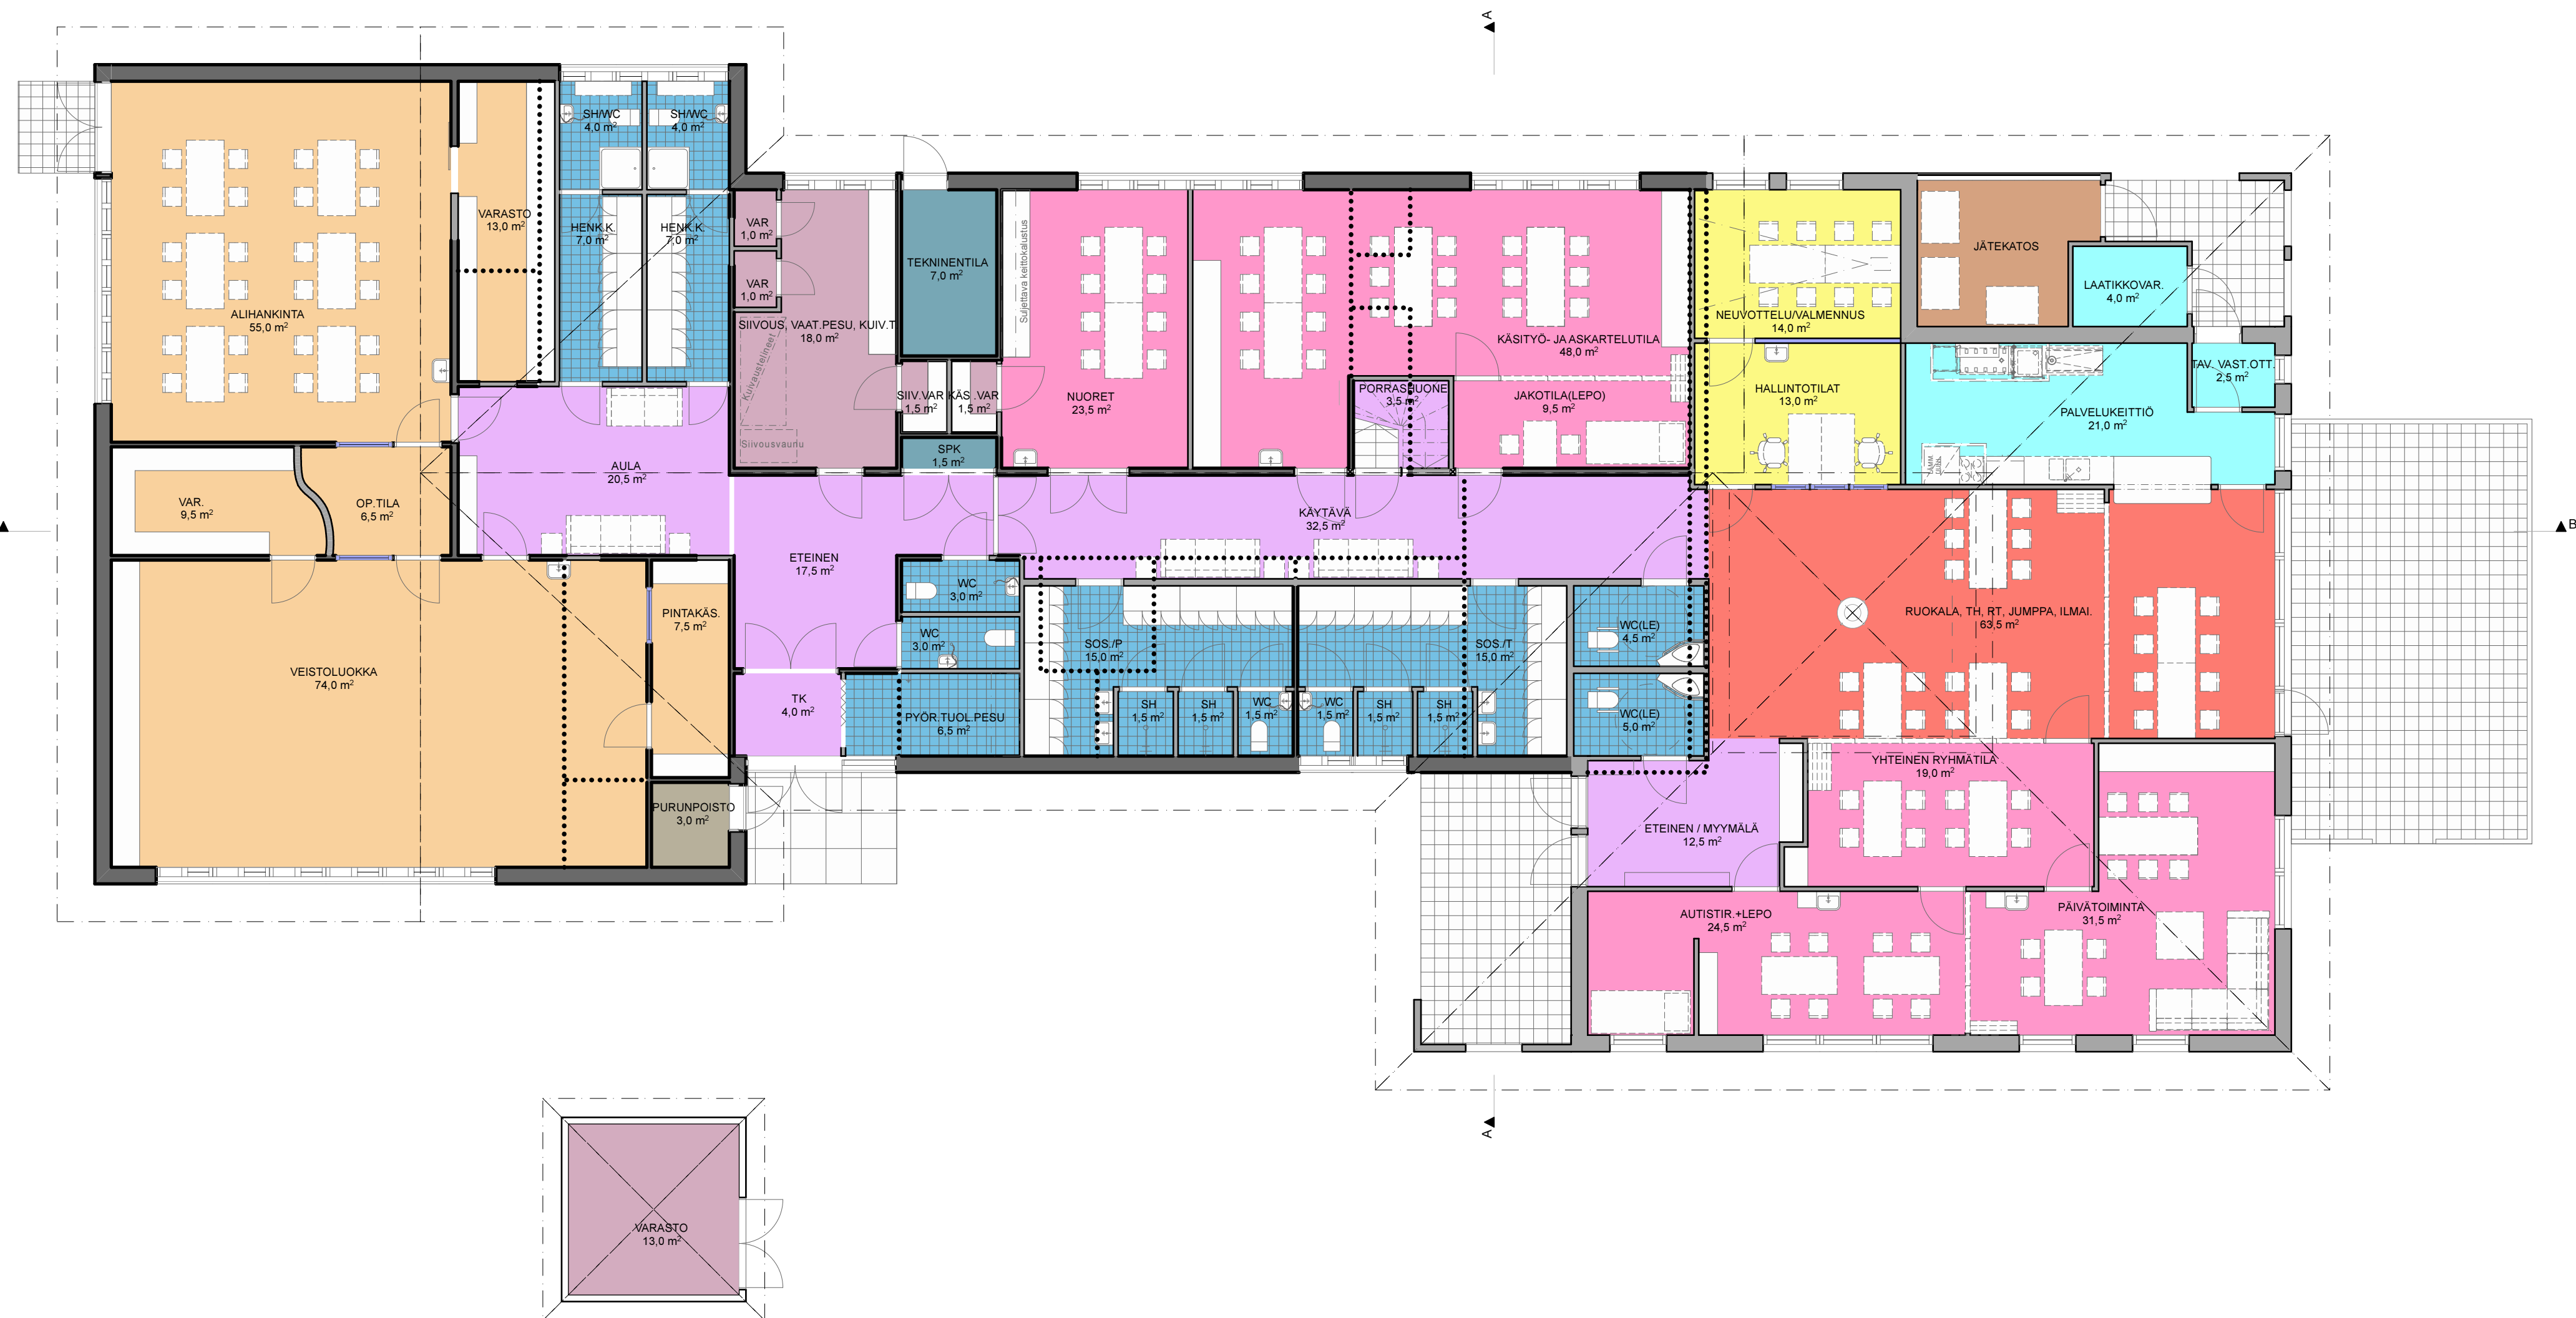 A
SH/WC
4,0 m²
SH/WC
4,0 m²
VARASTO
13,0 m²
HENK.K.
7,0 m²
HENK.K.
7,0 m²
VAR
1,0 m²
VAR
1,0 m²
TEKNINENTILA
7,0 m²
Suljettava keittokalustus
JÄTEKATOS
LAATIKKOVAR.
4,0 m²
ALIHANKINTA
55,0 m²
SIIVOUS, VAAT.PESU, KUIV.T
18,0 m²
Kuivaustelineet
KÄSITYÖ- JA ASKARTELUTILA
48,0 m²
NEUVOTTELU/VALMENNUS
14,0 m²
TAV. VAST.OTT.
2,5 m²
SIIV.VAR
1,5 m²
KÄS .VAR
1,5 m²
NUORET
23,5 m²
PORRASHUONE
3,5 m²
JAKOTILA(LEPO)
9,5 m²
HALLINTOTILAT
13,0 m²
PALVELUKEITTIÖ
21,0 m²
Siivousvaunu
SPK
1,5 m²
AULA
20,5 m²
VAR.
9,5 m²
OP.TILA
6,5 m²
KÄYTÄVÄ
32,5 m²
B
ETEINEN
17,5 m²
WC
3,0 m²
PINTAKÄS.
7,5 m²
WC
3,0 m²
SOS./P
15,0 m²
SOS./T
15,0 m²
WC(LE)
4,5 m²
RUOKALA, TH, RT, JUMPPA, ILMAI.
63,5 m²
VEISTOLUOKKA
74,0 m²
TK
4,0 m²
PYÖR.TUOL.PESU
6,5 m²
SH
1,5 m²
SH
1,5 m²
WC
1,5 m²
WC
1,5 m²
SH
1,5 m²
SH
1,5 m²
WC(LE)
5,0 m²
YHTEINEN RYHMÄTILA
19,0 m²
PURUNPOISTO
3,0 m²
ETEINEN / MYYMÄLÄ
12,5 m²
AUTISTIR.+LEPO
24,5 m²
PÄIVÄTOIMINTA
31,5 m²
A
VARASTO
13,0 m²